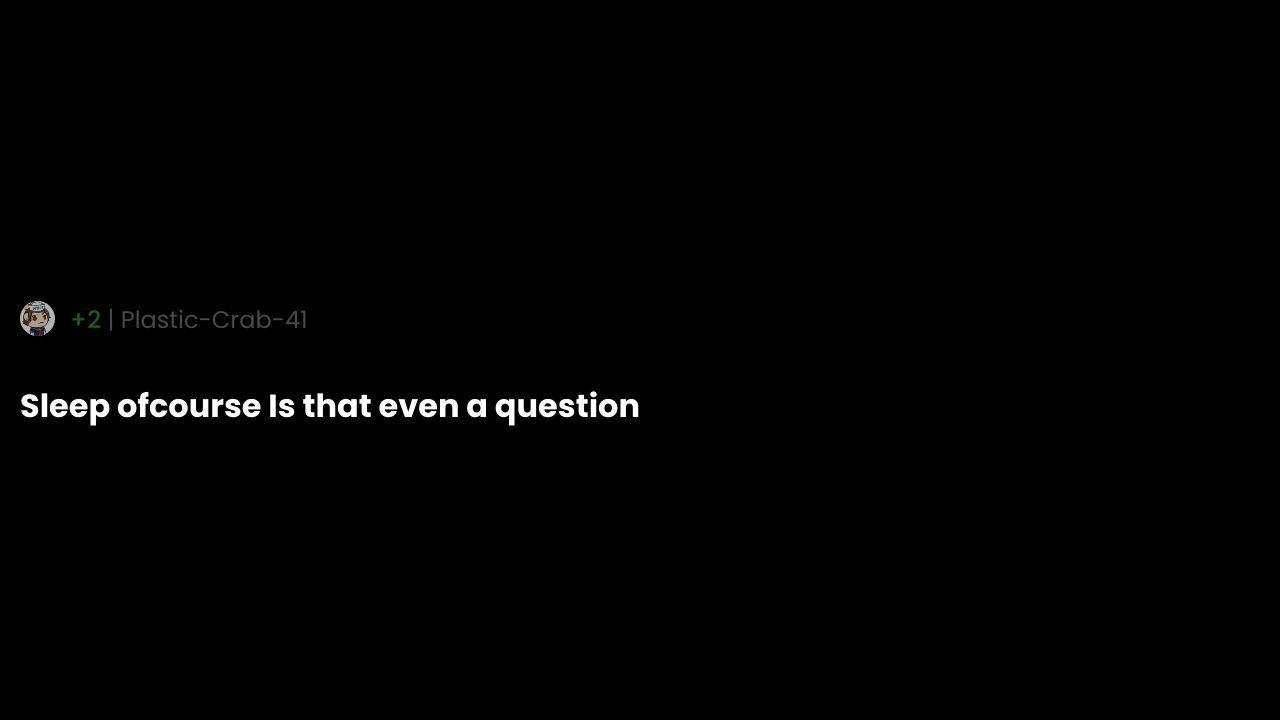 +2 | Plastic-Crab-41
Sleep ofcourse Is that even a question